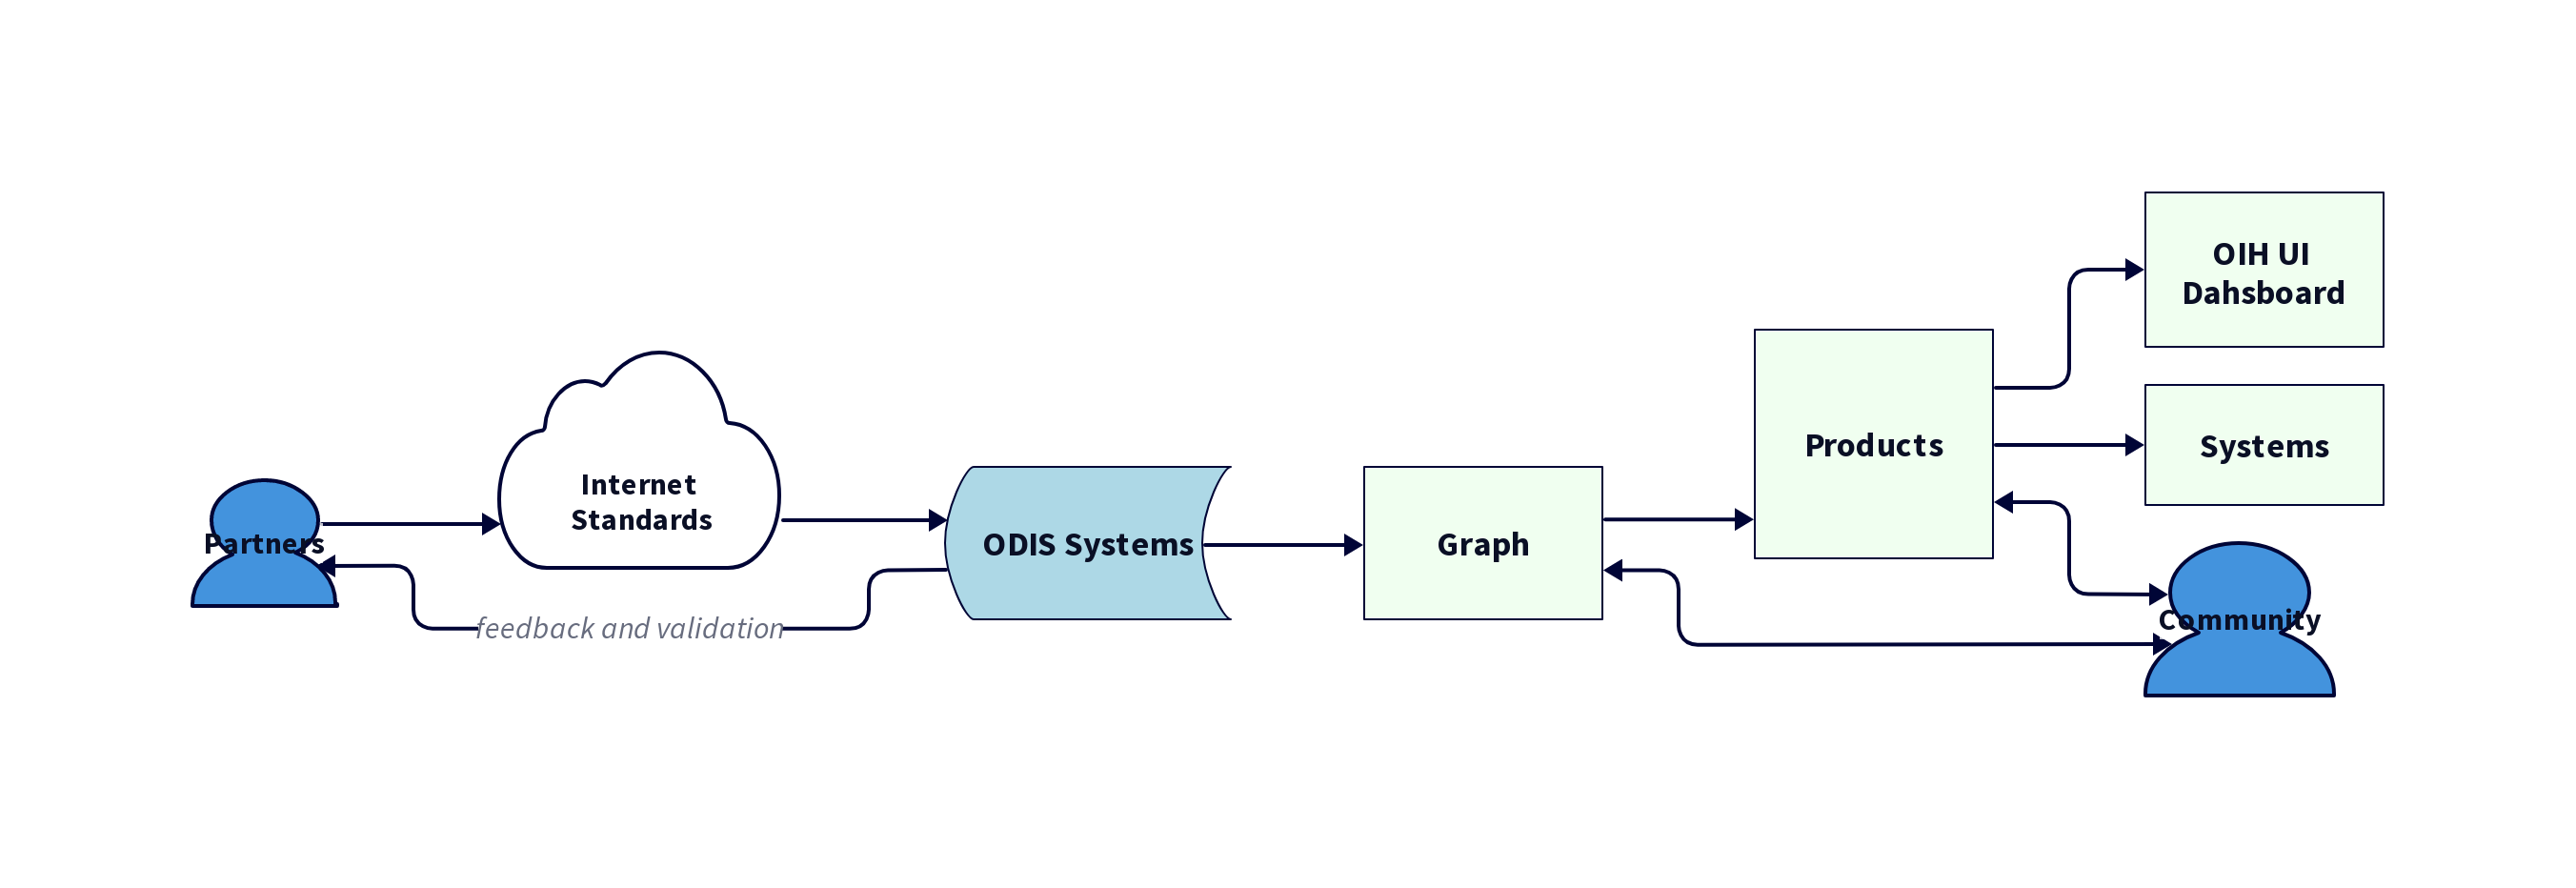 Partners
Internet
Standards
feedback and validation
ODIS Systems
Graph
Products
OIH UI
Dahsboard
Systems
Community